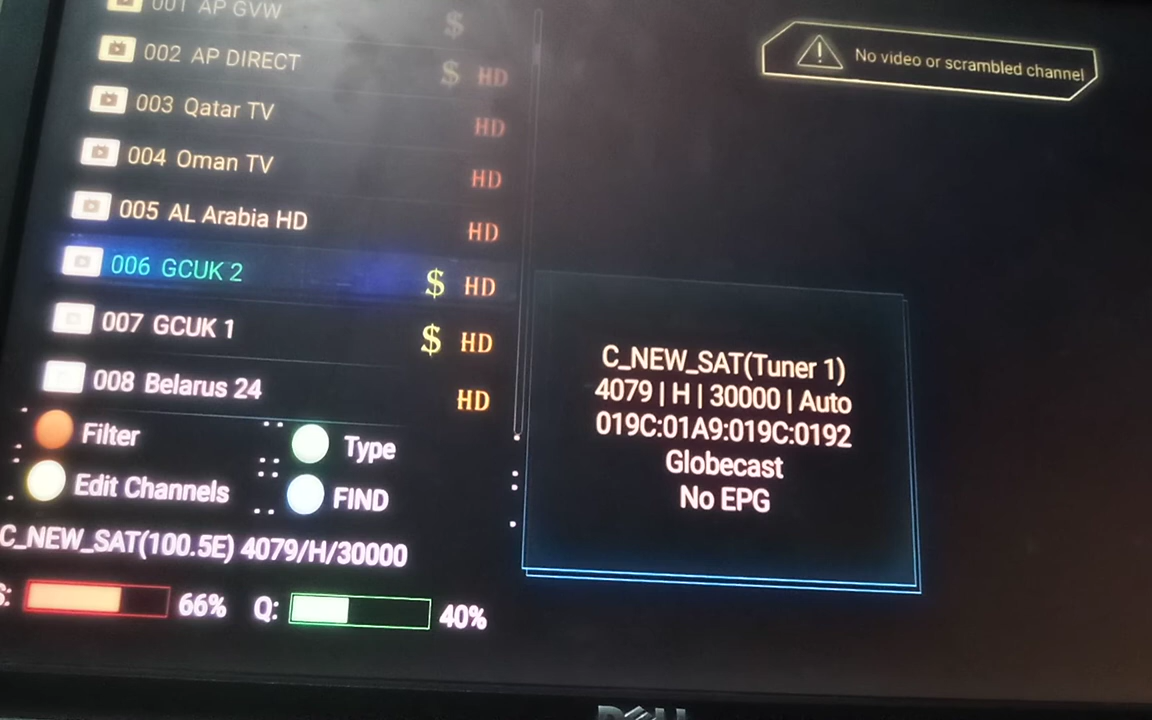 001 AP GVW $
002 AP DIRECT $ HD
003 Qatar TV HD
004 Oman TV HD
005 AL Arabia HD HD
006 GCUK 2 $ HD
007 GCUK 1 $ HD
008 Belarus 24 HD
Filter Type
Edit Channels FIND
C_NEW_SAT(100.5E) 4079/H/30000
S: 66% Q: 40%
No video or scrambled channel
C_NEW_SAT(Tuner 1)
4079 | H | 30000 | Auto
019C:01A9:019C:0192
Globecast
No EPG
DELL